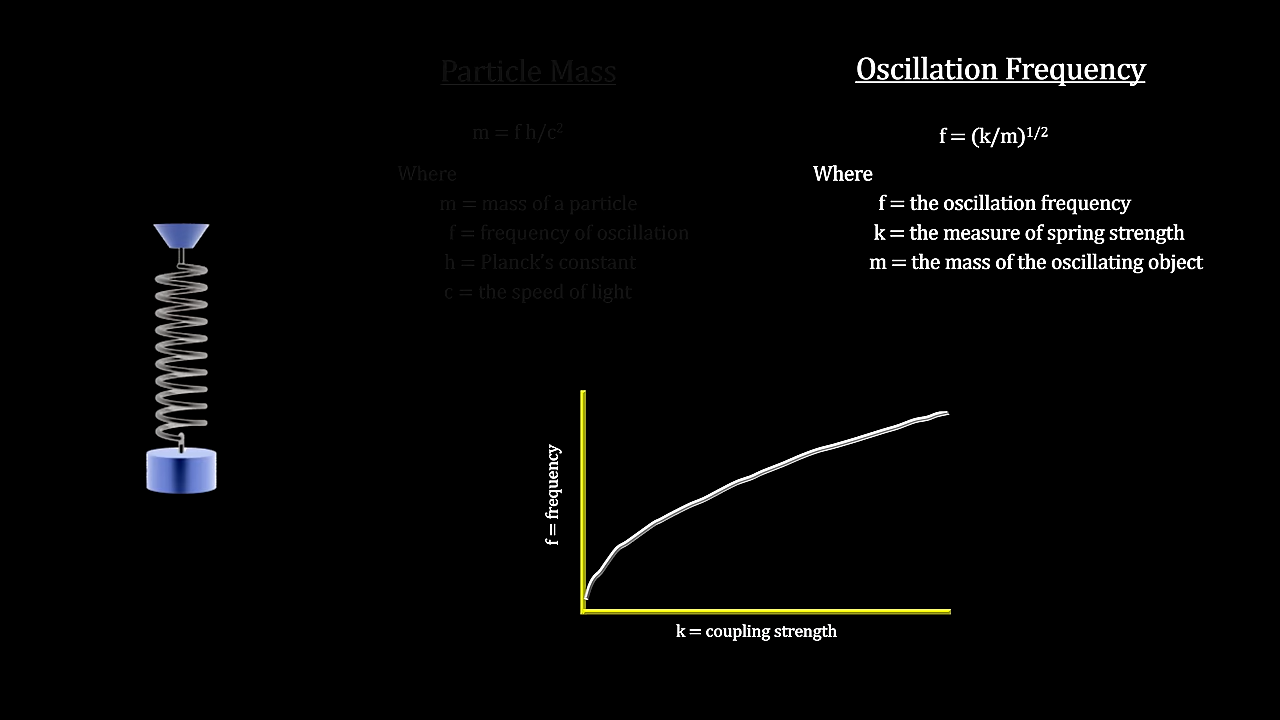 Particle Mass
m = f h/c²
Where
m = mass of a particle
f = frequency of oscillation
h = Planck's constant
c = the speed of light
Oscillation Frequency
f = (k/m)¹/²
Where
f = the oscillation frequency
k = the measure of spring strength
m = the mass of the oscillating object
f = frequency
k = coupling strength